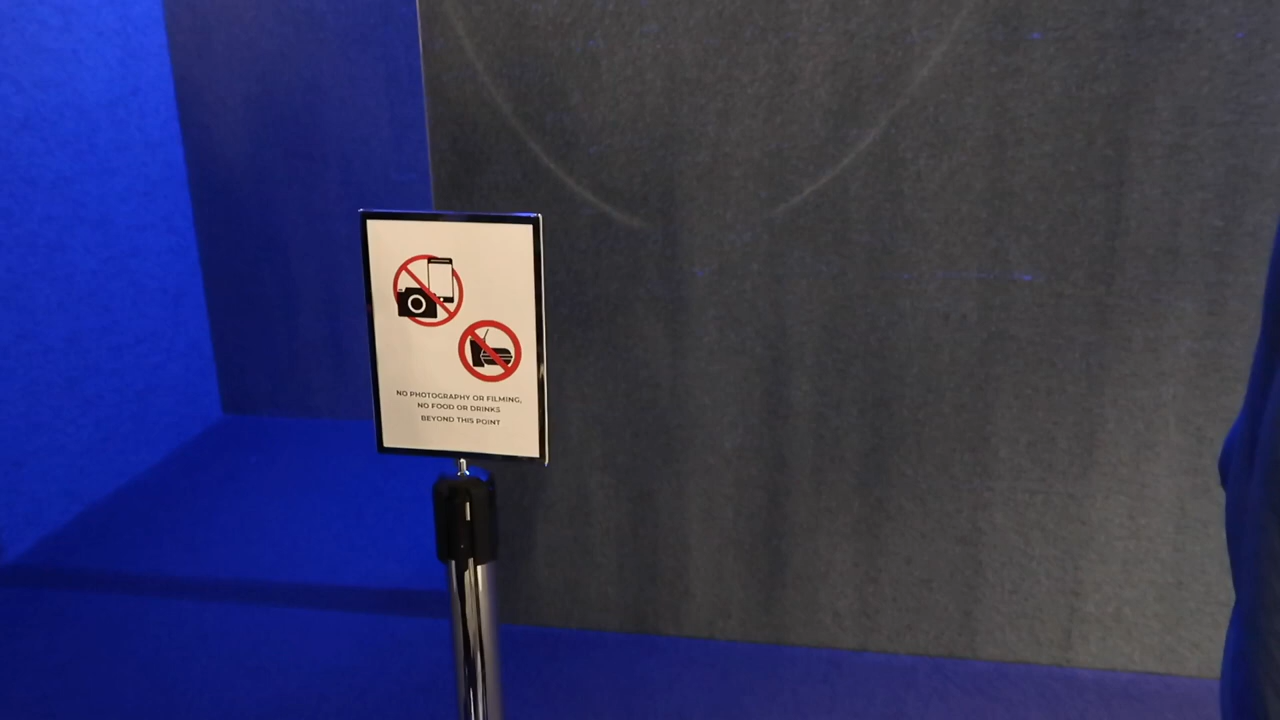 NO PHOTOGRAPHY OR FILMING,
NO FOOD OR DRINKS
BEYOND THIS POINT